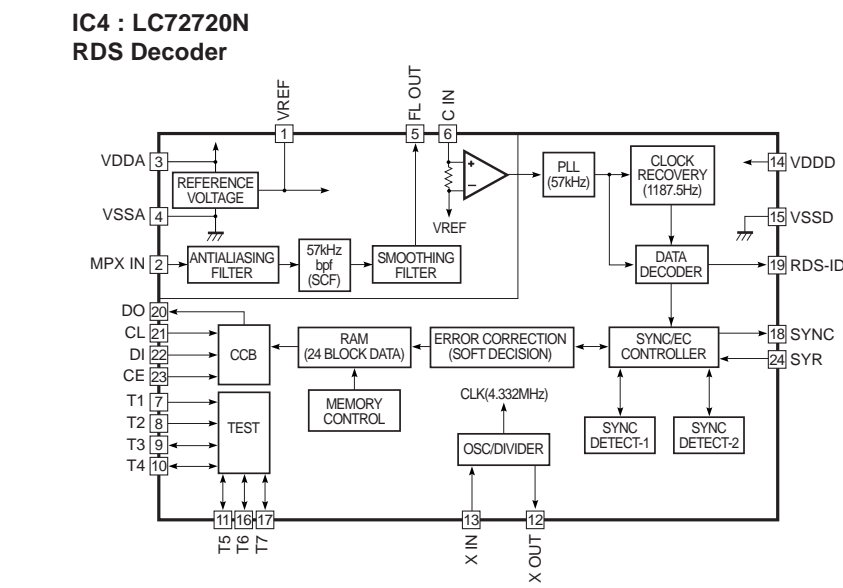 IC4 : LC72720N
RDS Decoder
VREF
FL OUT
C IN
1
5
6
VDDA 3
REFERENCE
VOLTAGE
VSSA 4
+
−
VREF
PLL
(57kHz)
CLOCK
RECOVERY
(1187.5Hz)
14 VDDD
15 VSSD
MPX IN 2
ANTIALIASING
FILTER
57kHz
bpf
(SCF)
SMOOTHING
FILTER
DATA
DECODER
19 RDS-ID
DO 20
CL 21
DI 22
CE 23
CCB
RAM
(24 BLOCK DATA)
ERROR CORRECTION
(SOFT DECISION)
SYNC/EC
CONTROLLER
18 SYNC
24 SYR
T1 7
T2 8
T3 9
T4 10
TEST
MEMORY
CONTROL
CLK(4.332MHz)
OSC/DIVIDER
SYNC
DETECT-1
SYNC
DETECT-2
11
16
17
13
12
T5
T6
T7
X IN
X OUT